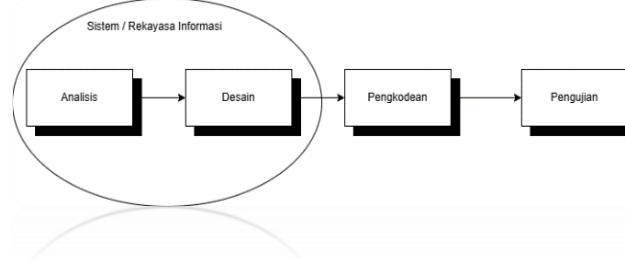 Sistem / Rekayasa Informasi
Analisis
Desain
Pengkodean
Pengujian